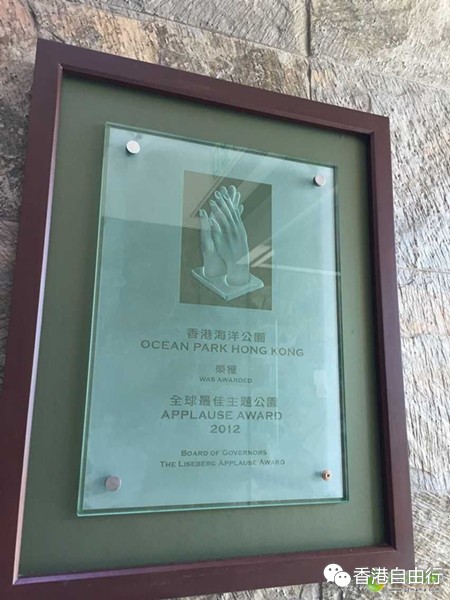 香港海洋公園
OCEAN PARK HONG KONG
榮獲
WAS AWARDED
全球最佳主題公園
APPLAUSE AWARD
2012
BOARD OF GOVERNORS
THE LISEBERG APPLAUSE AWARD
香港自由行